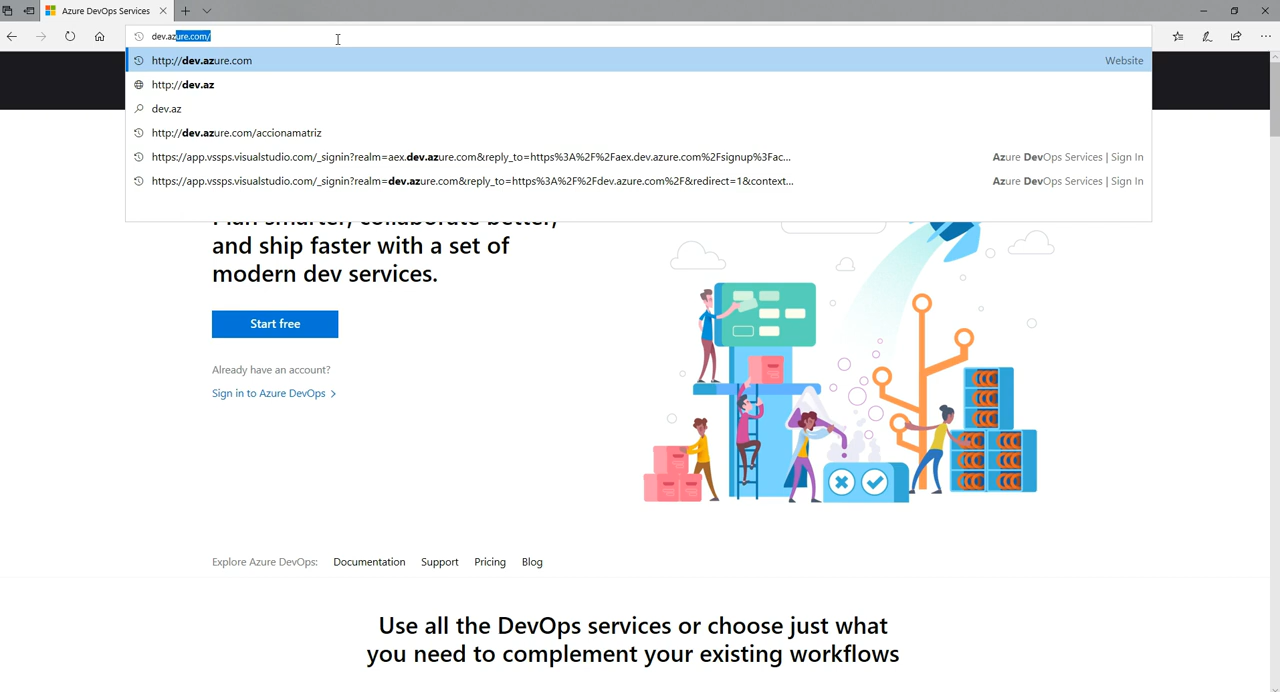 Azure DevOps Services
dev.azure.com/
http://dev.azure.com Website
http://dev.az
dev.az
http://dev.azure.com/accionamatriz
https://app.vssps.visualstudio.com/_signin?realm=aex.dev.azure.com&reply_to=https%3A%2F%2Faex.dev.azure.com%2Fsignup%3Fac... Azure DevOps Services | Sign In
https://app.vssps.visualstudio.com/_signin?realm=dev.azure.com&reply_to=https%3A%2F%2Fdev.azure.com%2F&redirect=1&context... Azure DevOps Services | Sign In
Plan smarter, collaborate better,
and ship faster with a set of
modern dev services.
Start free
Already have an account?
Sign in to Azure DevOps >
Explore Azure DevOps: Documentation Support Pricing Blog
Use all the DevOps services or choose just what
you need to complement your existing workflows